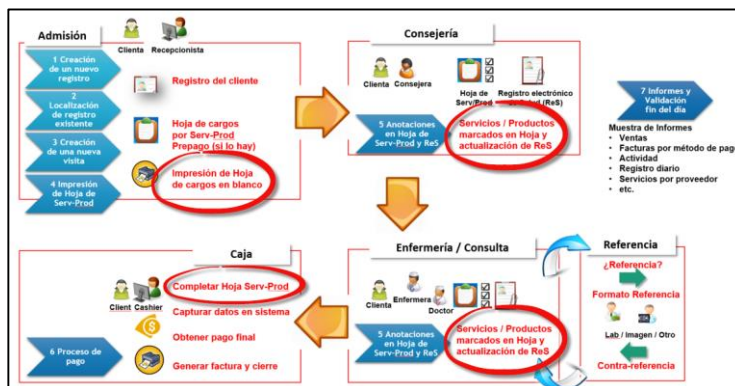 Admisión
Clienta Recepcionista
1 Creación
de un nuevo
registro
2
Localización
de registro
existente
3
Creación de
una nueva
visita
4 Impresión
de Hoja de
Serv-Prod
Registro del cliente
Hoja de cargos
por Serv-Prod
Prepago (si lo hay)
Impresión de Hoja
de cargos en blanco
Consejería
Clienta Consejera
Hoja de
Serv/Prod
Registro electrónico
de Salud (ReS)
5 Anotaciones
en Hoja de
Serv-Prod y ReS
Servicios / Productos
marcados en Hoja y
actualización de ReS
7 Informes y
Validación
fin del día
Muestra de Informes
• Ventas
• Facturas por método de pago
• Actividad
• Registro diario
• Servicios por proveedor
• etc.
Caja
Client Cashier
Completar Hoja Serv-Prod
Capturar datos en sistema
Obtener pago final
6 Proceso de
pago
Generar factura y cierre
Enfermería / Consulta
Clienta Enfermera
Doctor
5 Anotaciones
en Hoja de
Serv-Prod y ReS
Servicios / Productos
marcados en Hoja y
actualización de ReS
Referencia
¿Referencia?
Formato Referencia
Lab / Imagen / Otro
Contra-referencia